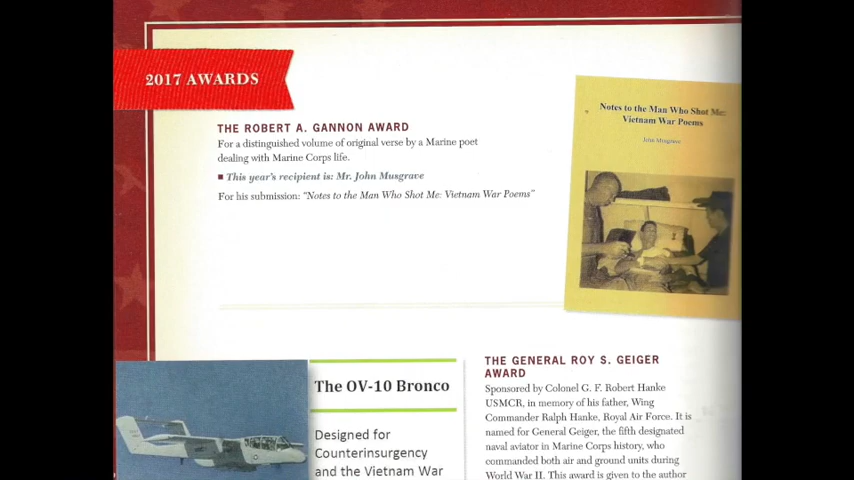 2017 AWARDS
THE ROBERT A. GANNON AWARD
For a distinguished volume of original verse by a Marine poet
dealing with Marine Corps life.
This year's recipient is: Mr. John Musgrave
For his submission: "Notes to the Man Who Shot Me: Vietnam War Poems"
Notes to the Man Who Shot Me:
Vietnam War Poems
John Musgrave
The OV-10 Bronco
Designed for
Counterinsurgency
and the Vietnam War
THE GENERAL ROY S. GEIGER
AWARD
Sponsored by Colonel G. F. Robert Hanke
USMCR, in memory of his father, Wing
Commander Ralph Hanke, Royal Air Force. It is
named for General Geiger, the fifth designated
naval aviator in Marine Corps history, who
commanded both air and ground units during
World War II. This award is given to the author